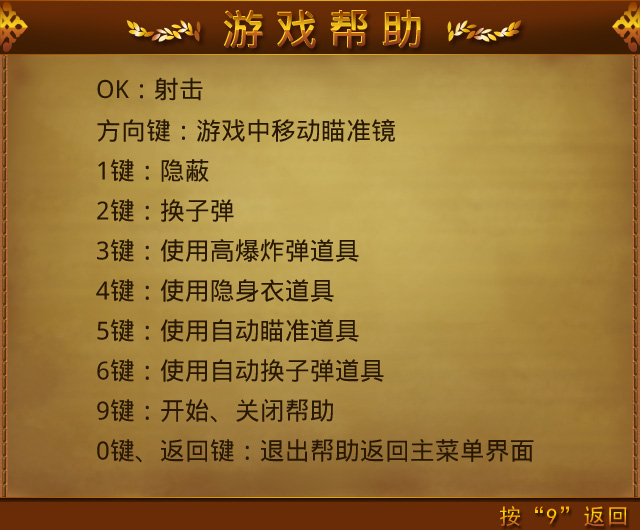 游戏帮助
OK：射击
方向键：游戏中移动瞄准镜
1键：隐蔽
2键：换子弹
3键：使用高爆炸弹道具
4键：使用隐身衣道具
5键：使用自动瞄准道具
6键：使用自动换子弹道具
9键：开始、关闭帮助
0键、返回键：退出帮助返回主菜单界面
按“9”返回